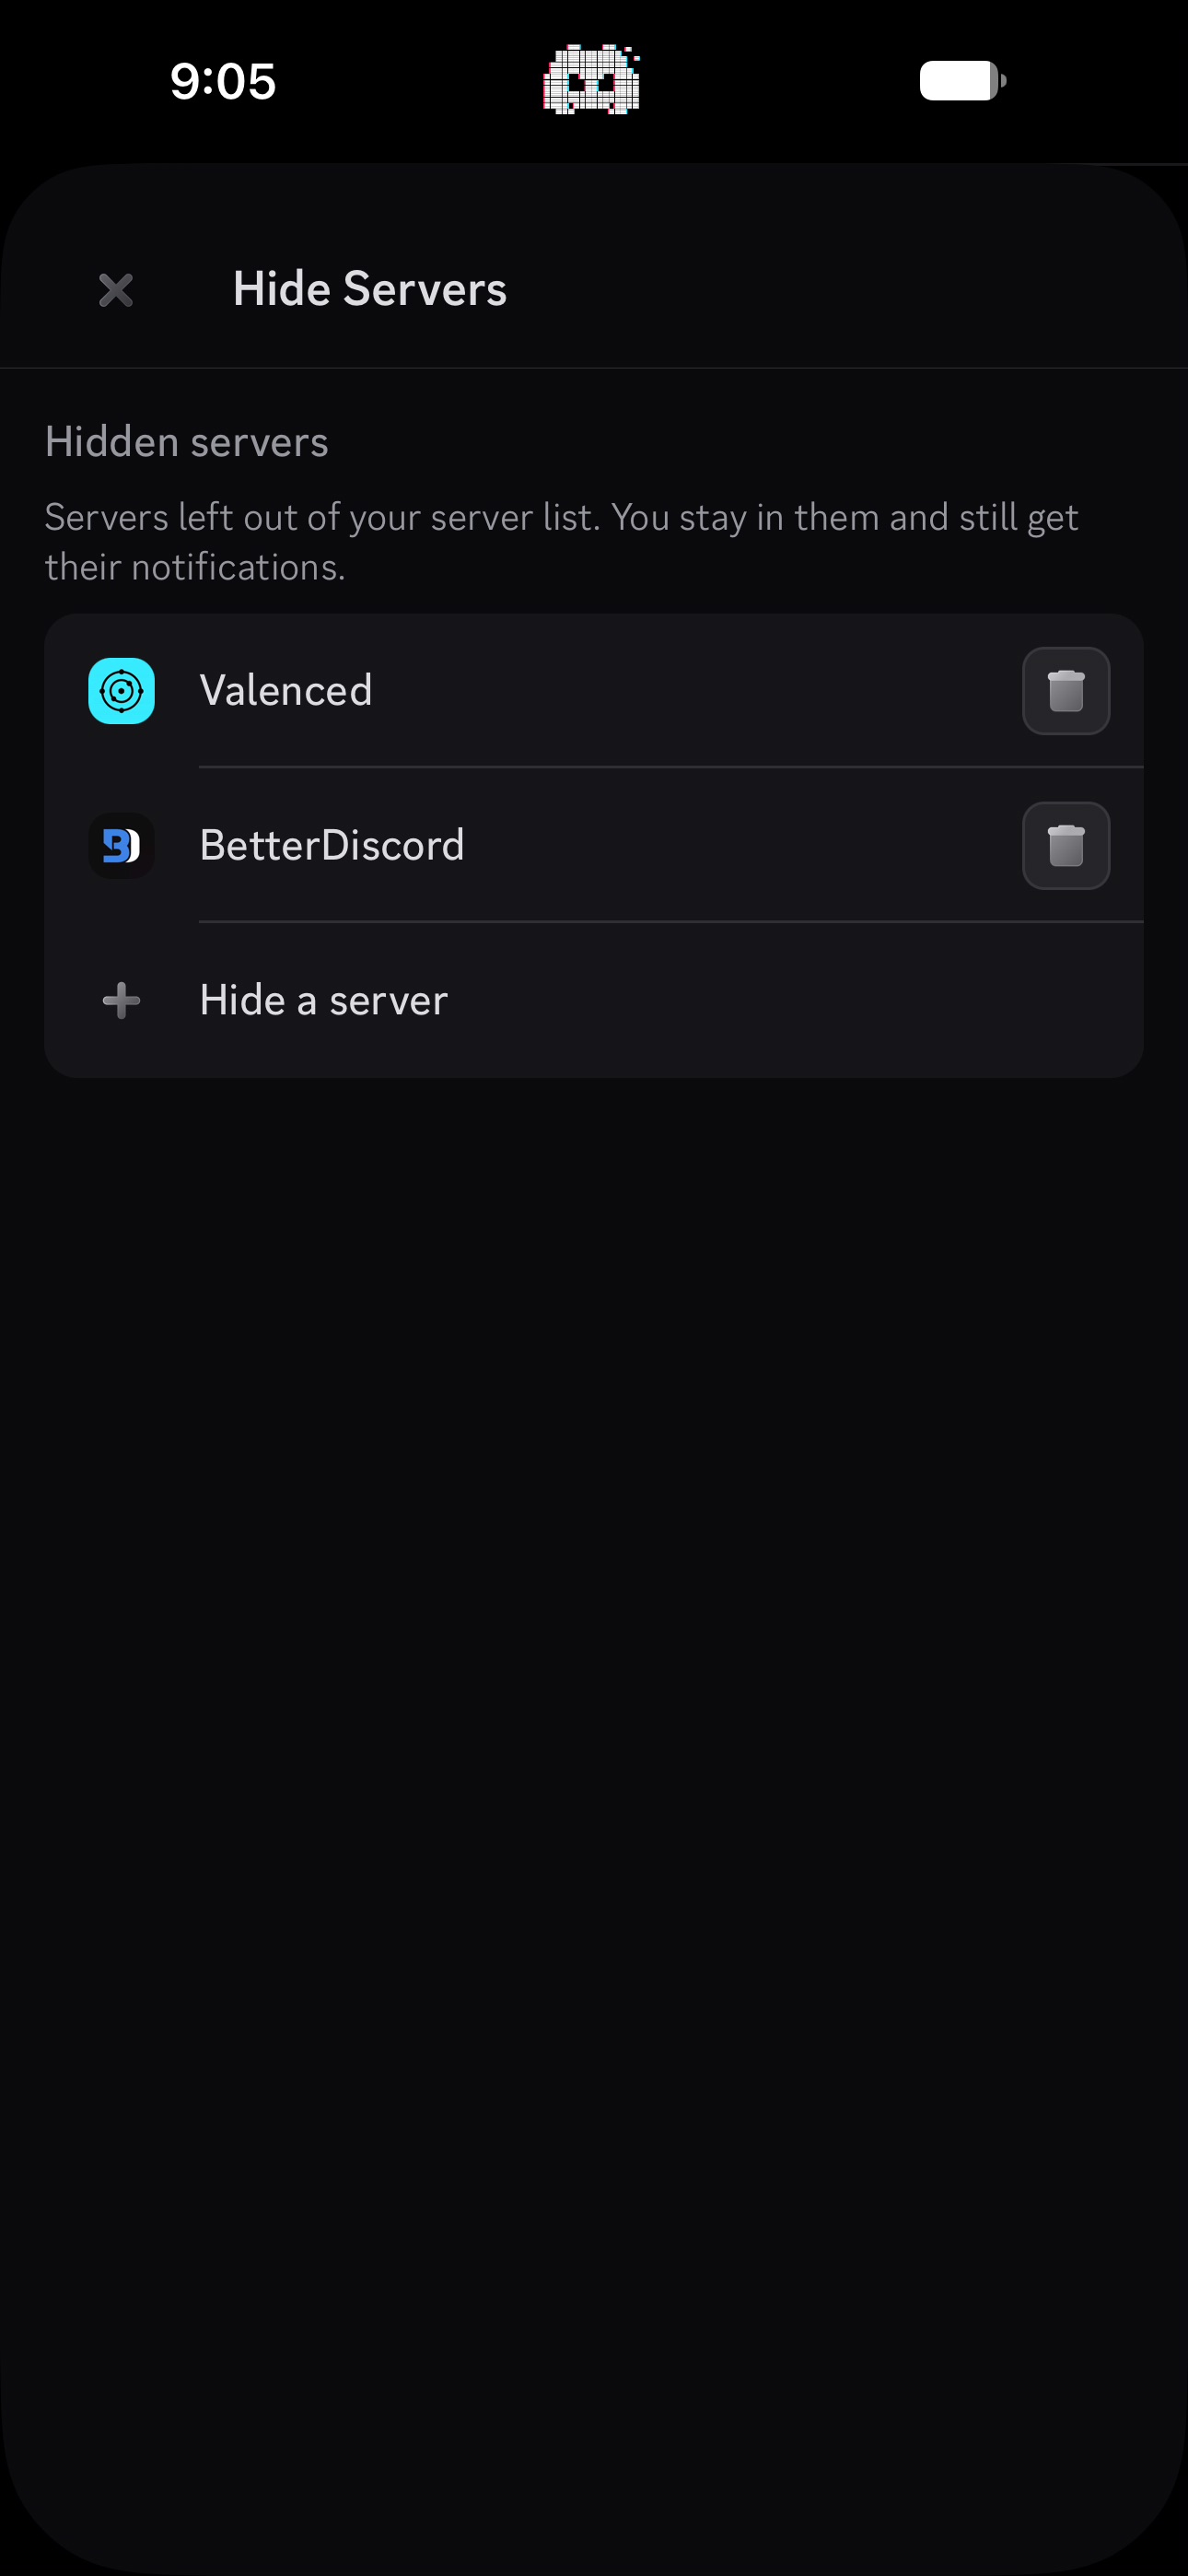 9:05
Hide Servers
Hidden servers
Servers left out of your server list. You stay in them and still get
their notifications.
Valenced
BetterDiscord
Hide a server